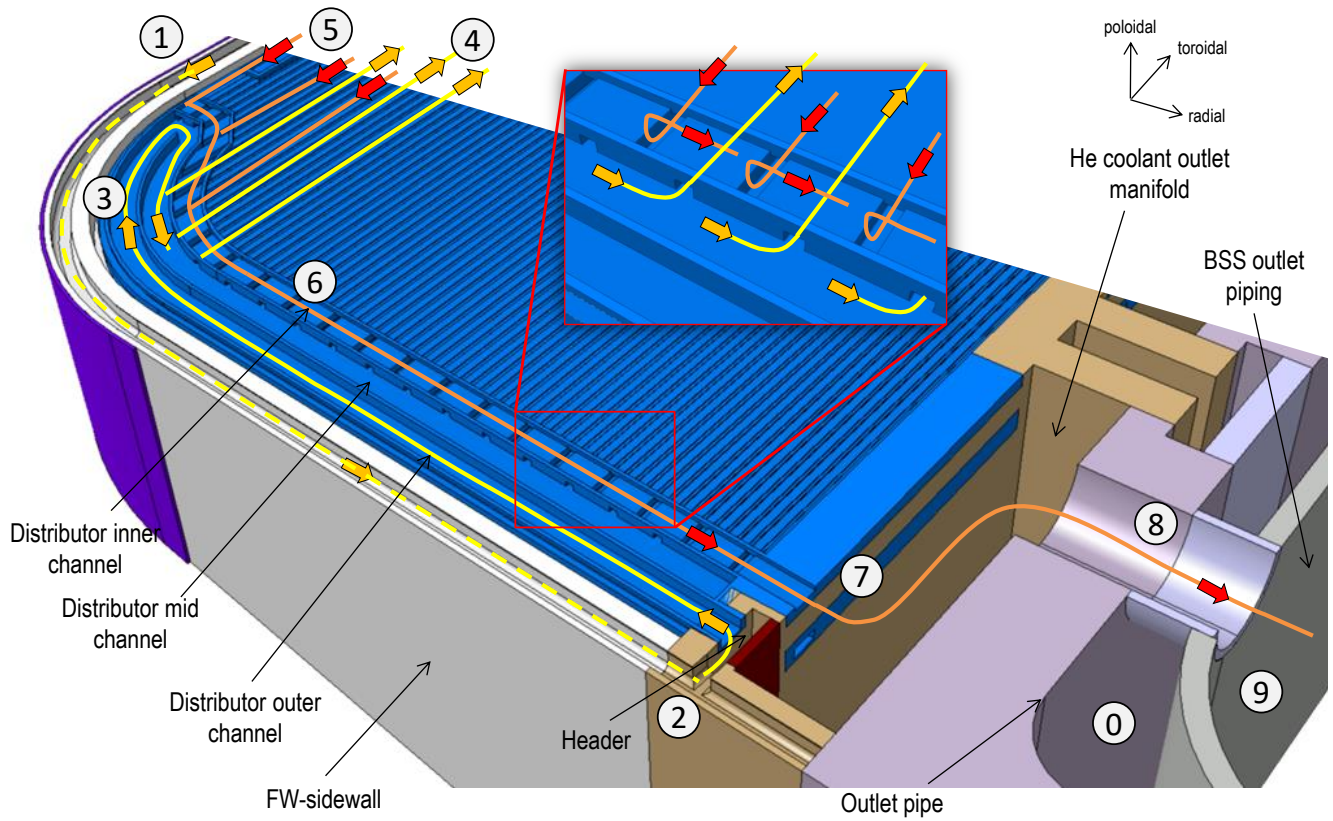 1
5
4
poloidal
toroidal
radial
He coolant outlet
manifold
BSS outlet
piping
3
6
8
7
9
2
0
Distributor inner
channel
Distributor mid
channel
Distributor outer
channel
Header
FW-sidewall
Outlet pipe